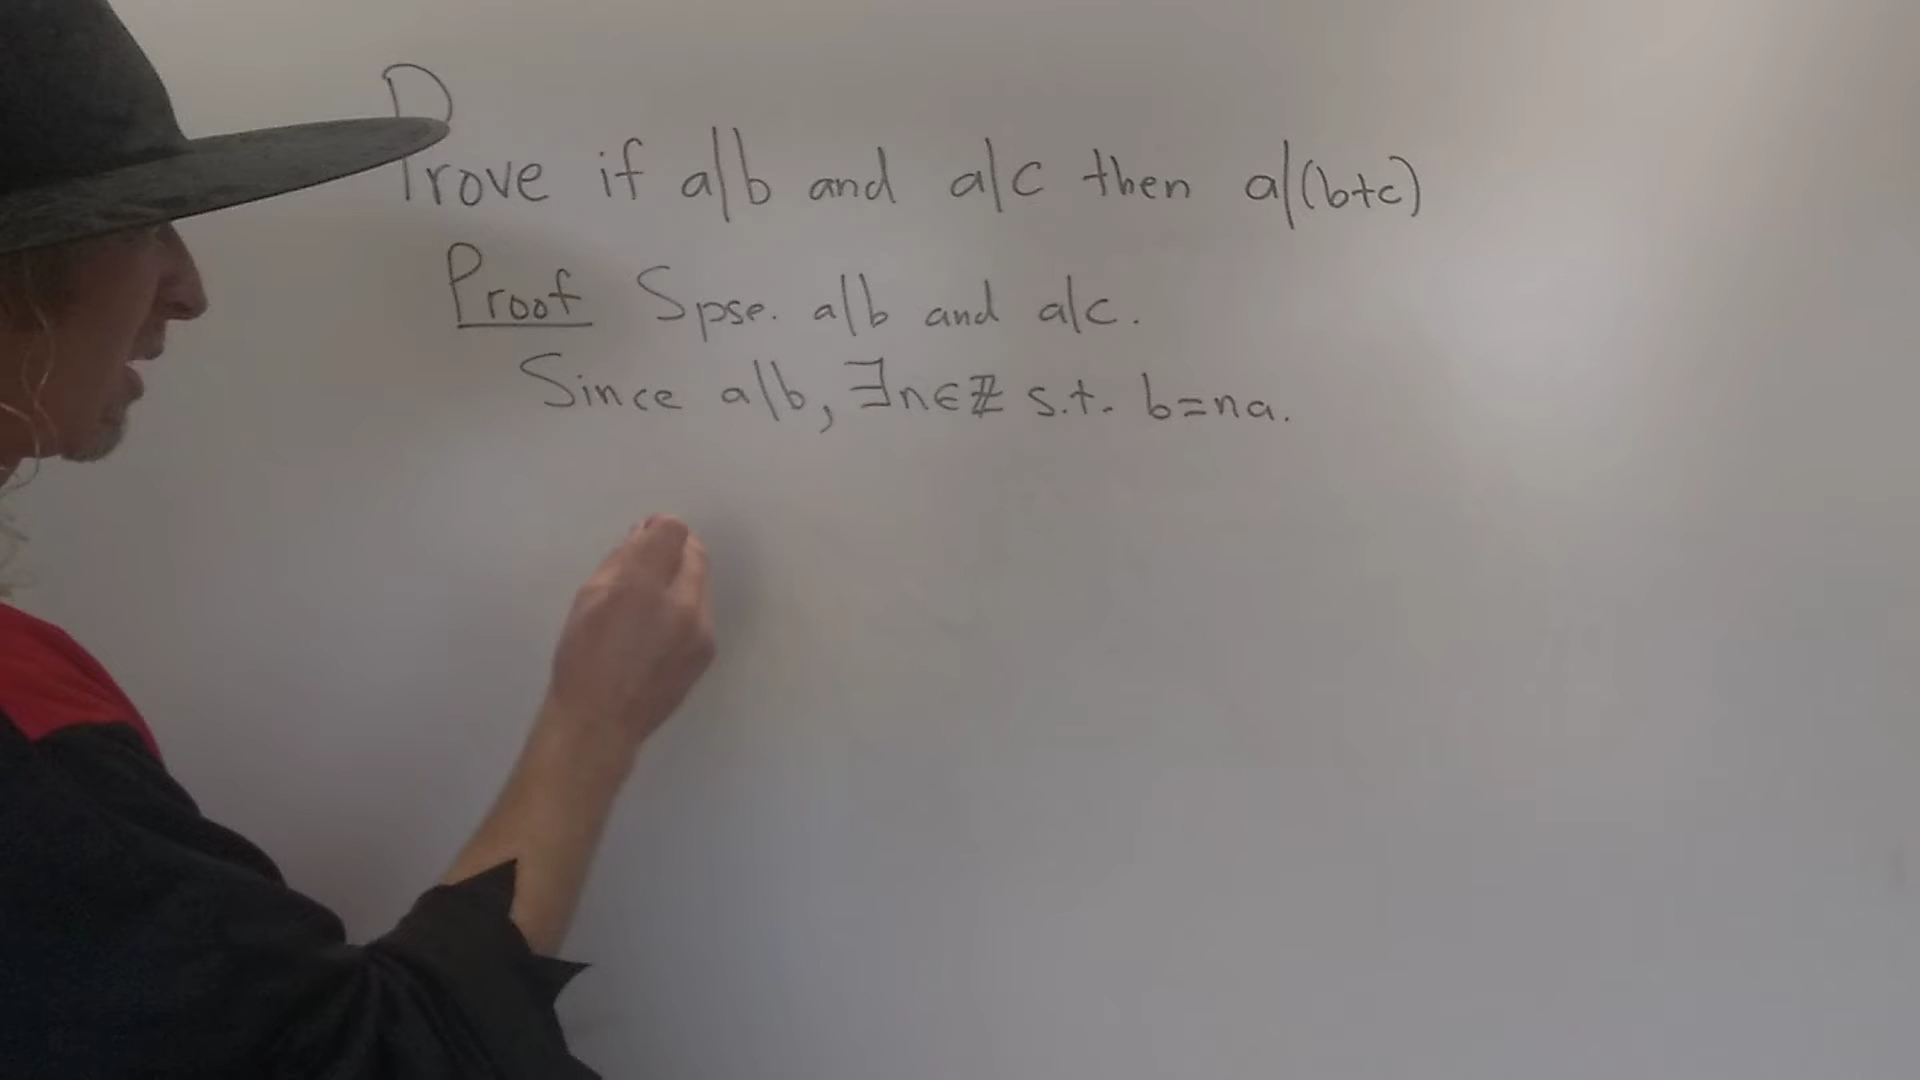 Prove if a|b and a|c then a|(b+c)
Proof Spse. a|b and a|c.
Since a|b, ∃n∈ℤ s.t. b=na.